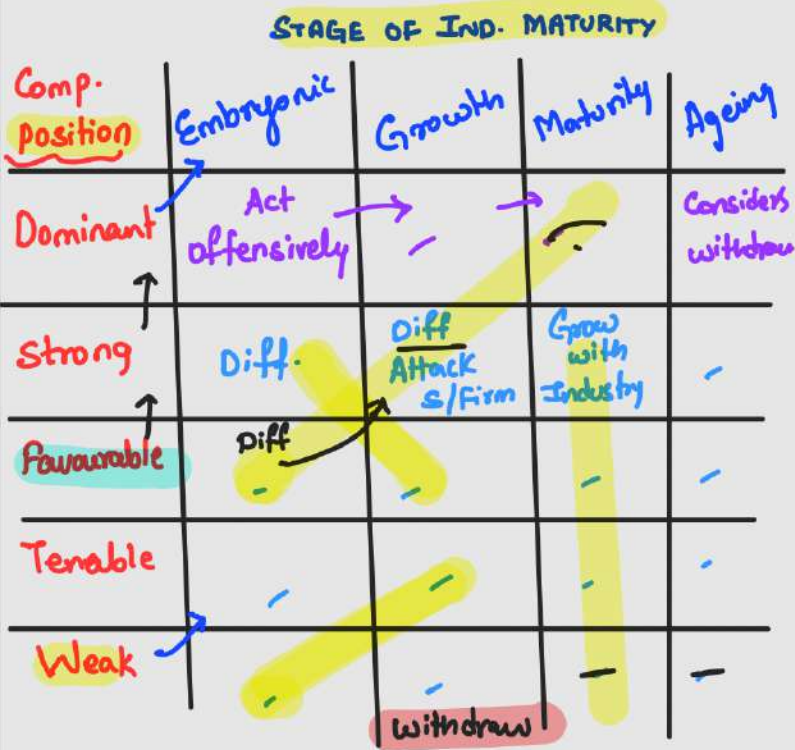 STAGE OF IND. MATURITY
Comp.
position
Embryonic
Growth
Maturity
Ageing
Dominant
Act
offensively
Considers
withdraw
Strong
Diff.
Diff
Attack
s/Firm
Grow
with
Industry
Favourable
Diff
Tenable
Weak
withdraw